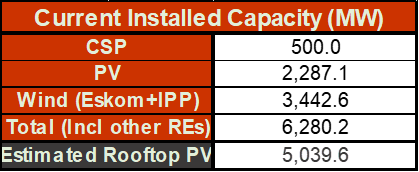 Current Installed Capacity (MW)
CSP 500.0
PV 2,287.1
Wind (Eskom+IPP) 3,442.6
Total (Incl other REs) 6,280.2
Estimated Rooftop PV 5,039.6